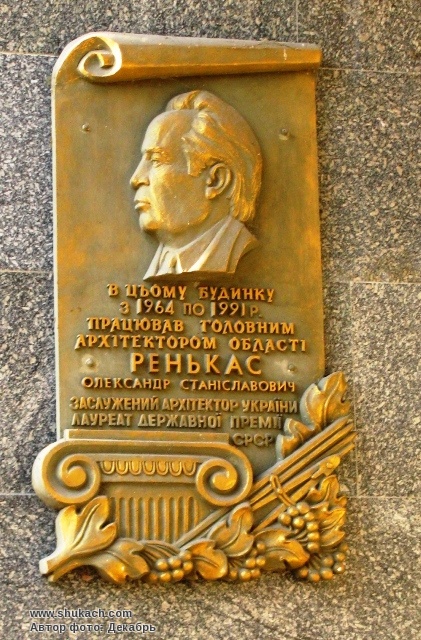 В ЦЬОМУ БУДИНКУ
З 1964 ПО 1991 Р.
ПРАЦЮВАВ ГОЛОВНИМ
АРХІТЕКТОРОМ ОБЛАСТІ
РЕНЬКАС
ОЛЕКСАНДР СТАНІСЛАВОВИЧ
ЗАСЛУЖЕНИЙ АРХІТЕКТОР УКРАЇНИ
ЛАУРЕАТ ДЕРЖАВНОЇ ПРЕМІЇ
СРСР
www.shukach.com
Автор фото: Декабрь